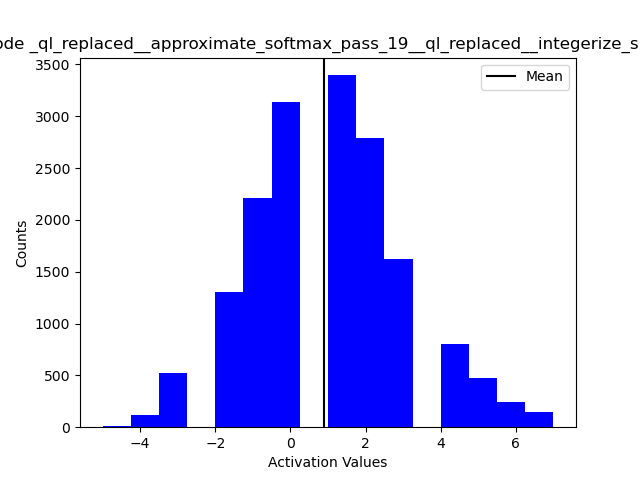 ode _ql_replaced__approximate_softmax_pass_19__ql_replaced__integerize_s
Mean
Counts
3500
3000
2500
2000
1500
1000
500
0
−4 −2 0 2 4 6
Activation Values